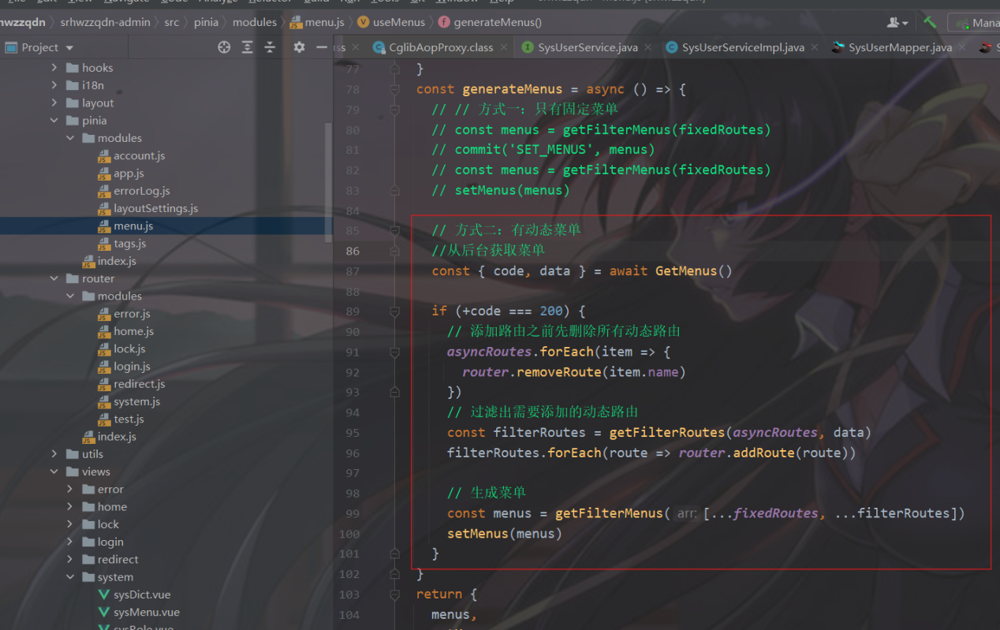 hwzzqdn srhwzzqdn-admin src pinia modules menu.js useMenus generateMenus()
Mana
Project
ss CglibAopProxy.class SysUserService.java SysUserServiceImpl.java SysUserMapper.java
hooks
i18n
layout
pinia
modules
account.js
app.js
errorLog.js
layoutSettings.js
menu.js
tags.js
index.js
router
modules
error.js
home.js
lock.js
login.js
redirect.js
system.js
test.js
index.js
utils
views
error
home
lock
login
redirect
system
sysDict.vue
sysMenu.vue
sysRole.vue
77 }
78 const generateMenus = async () => {
79 // // 方式一：只有固定菜单
80 // const menus = getFilterMenus(fixedRoutes)
81 // commit('SET_MENUS', menus)
82 // const menus = getFilterMenus(fixedRoutes)
83 // setMenus(menus)
84
85 // 方式二：有动态菜单
86 //从后台获取菜单
87 const { code, data } = await GetMenus()
88
89 if (+code === 200) {
90 // 添加路由之前先删除所有动态路由
91 asyncRoutes.forEach(item => {
92 router.removeRoute(item.name)
93 })
94 // 过滤出需要添加的动态路由
95 const filterRoutes = getFilterRoutes(asyncRoutes, data)
96 filterRoutes.forEach(route => router.addRoute(route))
97
98 // 生成菜单
99 const menus = getFilterMenus( arr: [...fixedRoutes, ...filterRoutes])
100 setMenus(menus)
101 }
102 }
103 return {
104 menus,